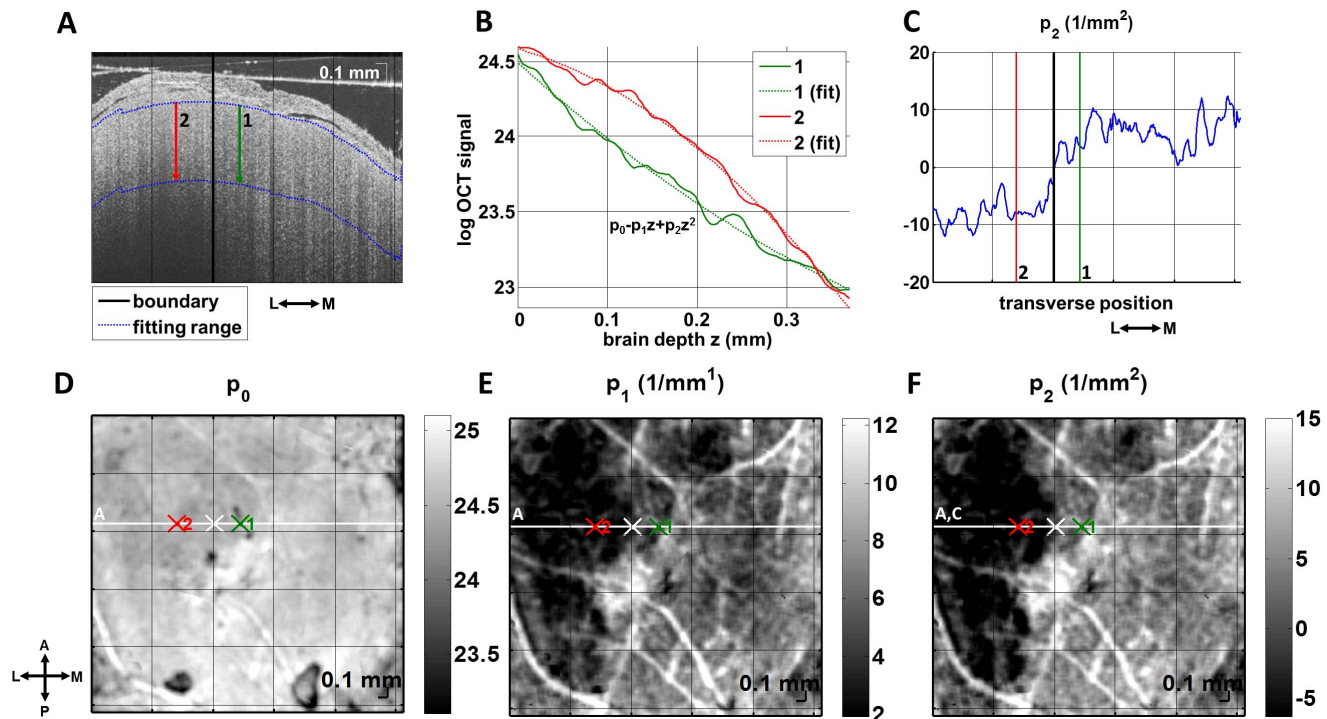 A
0.1 mm
2
1
boundary
fitting range
L M
B
log OCT signal
24.5
24
23.5
23
0
0.1
0.2
0.3
brain depth z (mm)
1
1 (fit)
2
2 (fit)
p₀-p₁z+p₂z²
C
p₂ (1/mm²)
20
10
0
-10
-20
2
1
transverse position
L M
D
p₀
A
2
1
0.1 mm
25
24.5
24
23.5
A
L M
P
E
p₁ (1/mm¹)
A
2
1
0.1 mm
12
10
8
6
4
2
F
p₂ (1/mm²)
A,C
2
1
0.1 mm
15
10
5
0
-5